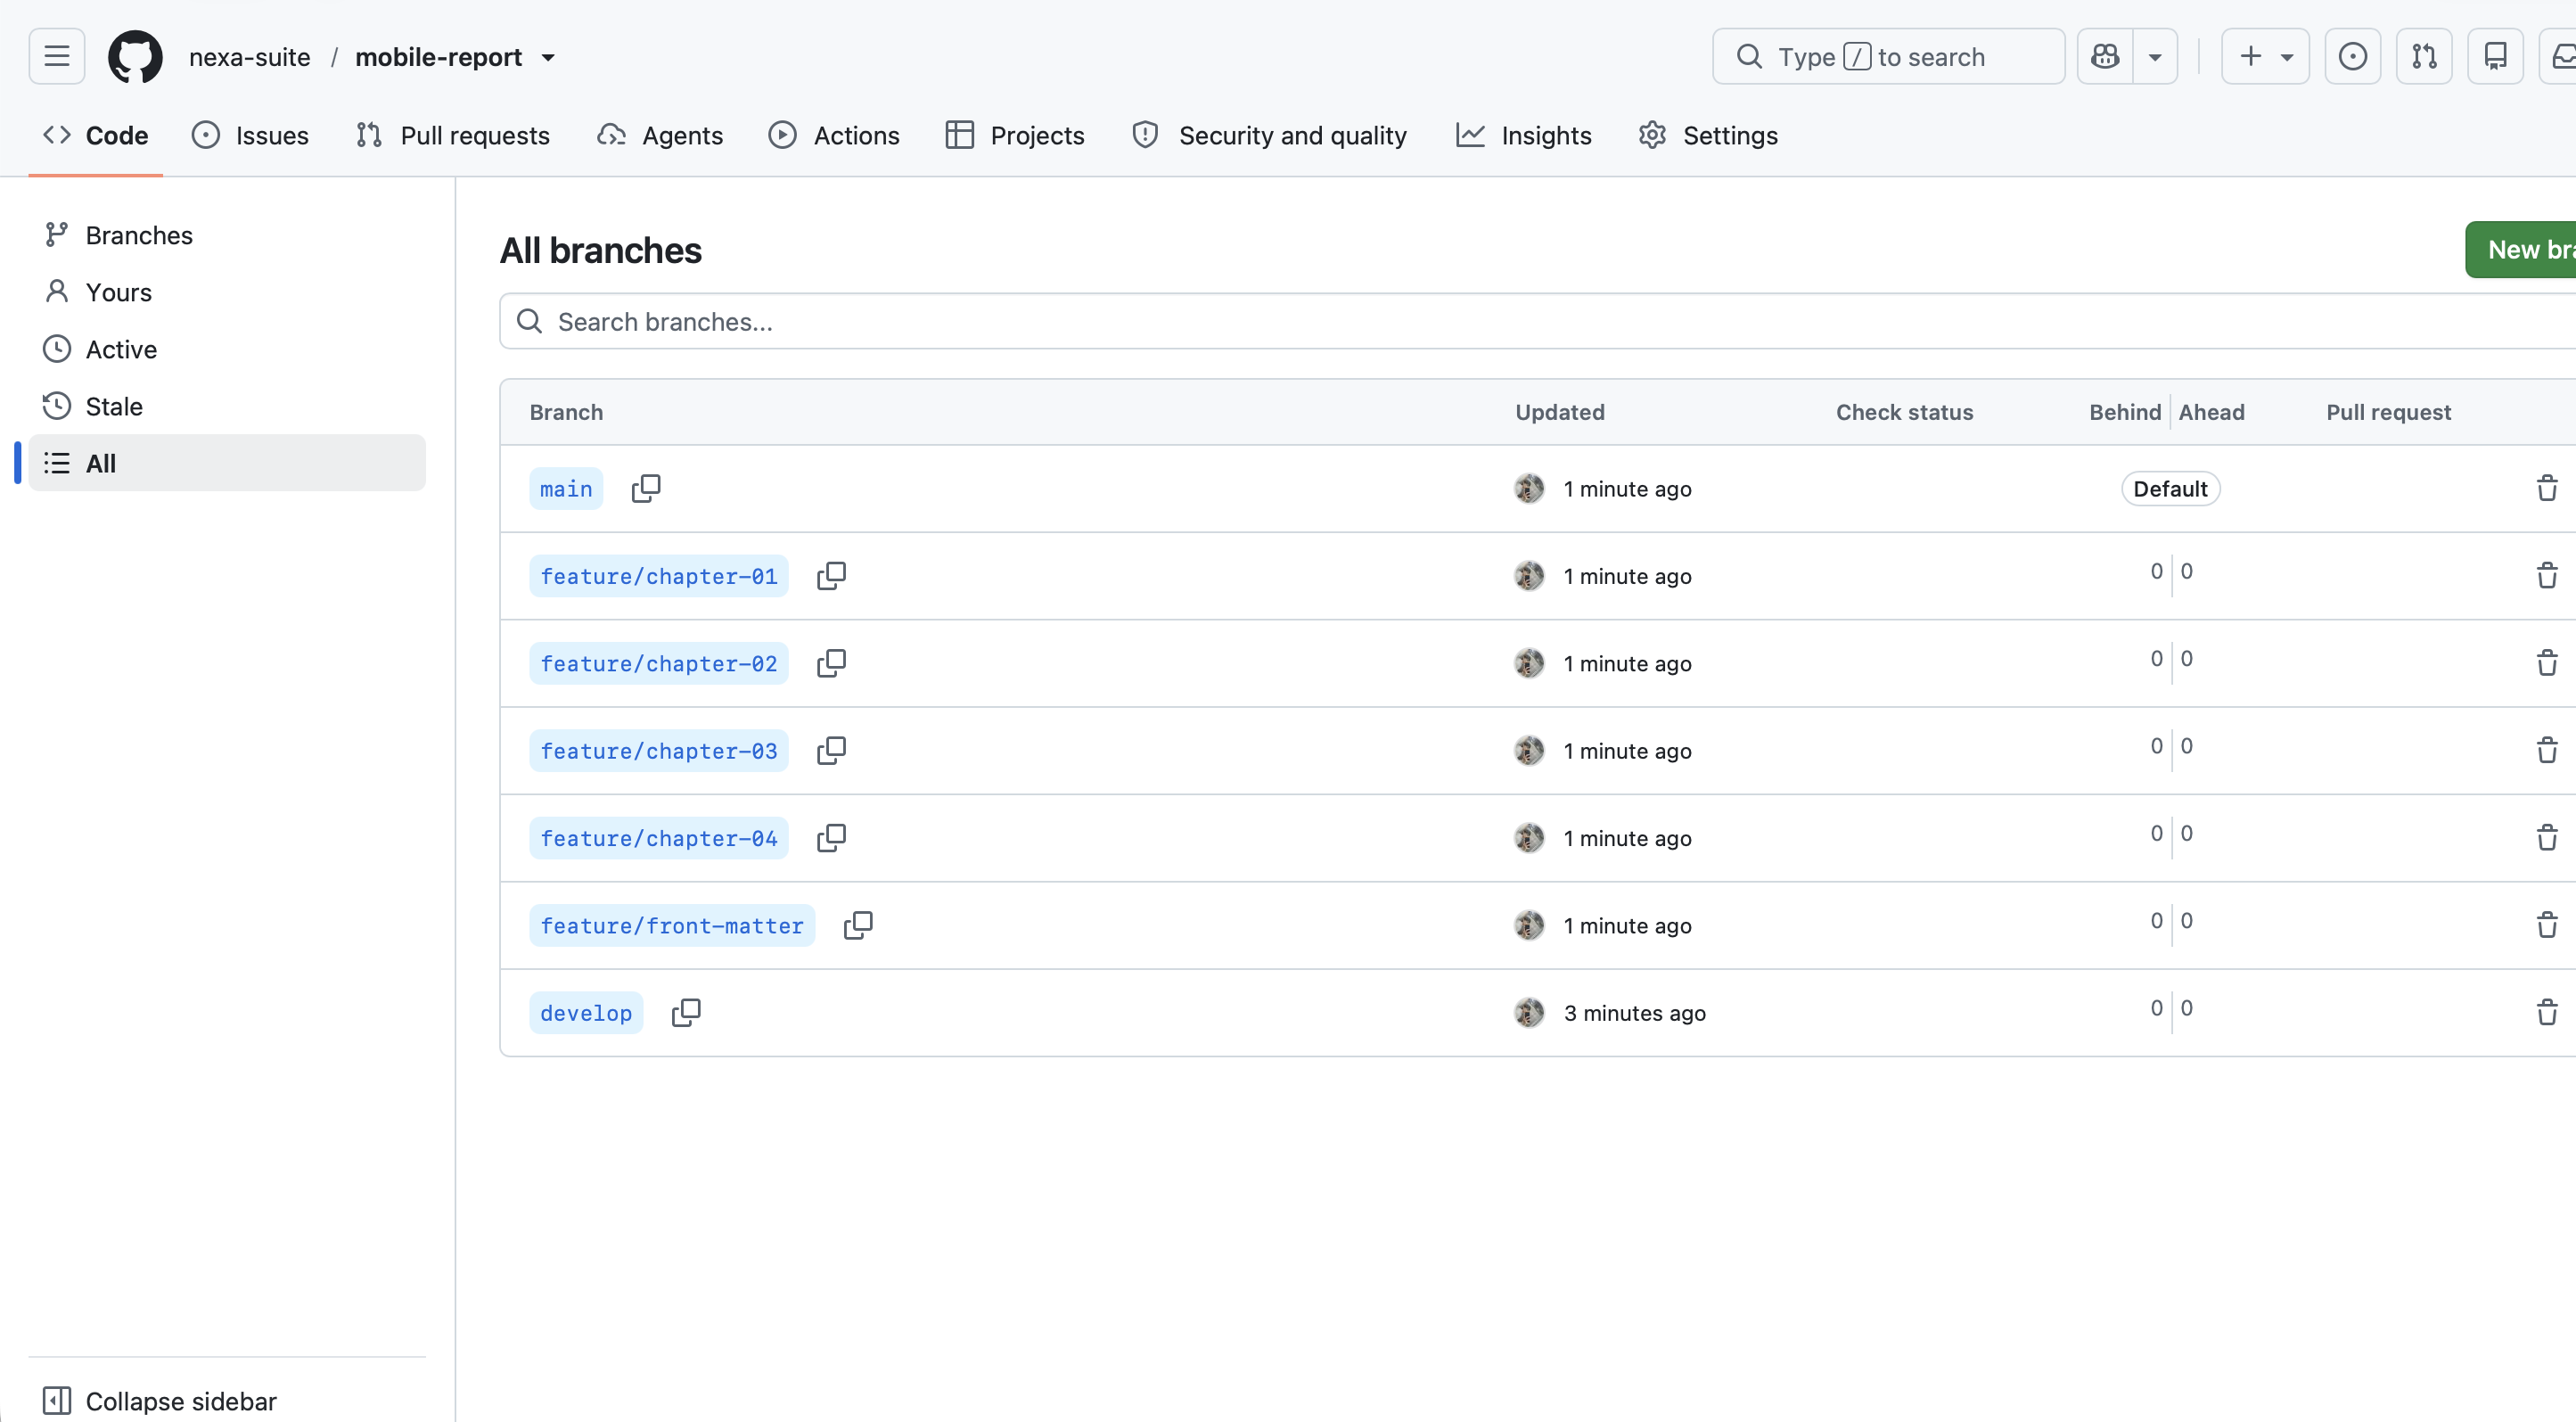 nexa-suite / mobile-report
Type / to search
Code Issues Pull requests Agents Actions Projects Security and quality Insights Settings
Branches
Yours
Active
Stale
All
Collapse sidebar
All branches
New bra
Search branches...
Branch Updated Check status Behind Ahead Pull request
main 1 minute ago Default
feature/chapter-01 1 minute ago 0 0
feature/chapter-02 1 minute ago 0 0
feature/chapter-03 1 minute ago 0 0
feature/chapter-04 1 minute ago 0 0
feature/front-matter 1 minute ago 0 0
develop 3 minutes ago 0 0